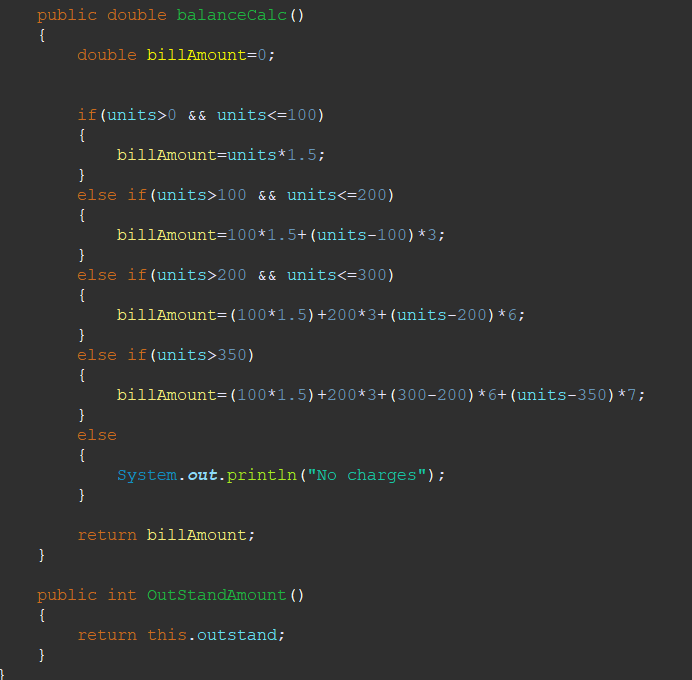 public double balanceCalc()
{
double billAmount=0;
if(units>0 && units<=100)
{
billAmount=units*1.5;
}
else if(units>100 && units<=200)
{
billAmount=100*1.5+(units-100)*3;
}
else if(units>200 && units<=300)
{
billAmount=(100*1.5)+200*3+(units-200)*6;
}
else if(units>350)
{
billAmount=(100*1.5)+200*3+(300-200)*6+(units-350)*7;
}
else
{
System.out.println("No charges");
}
return billAmount;
}
public int OutStandAmount()
{
return this.outstand;
}
}